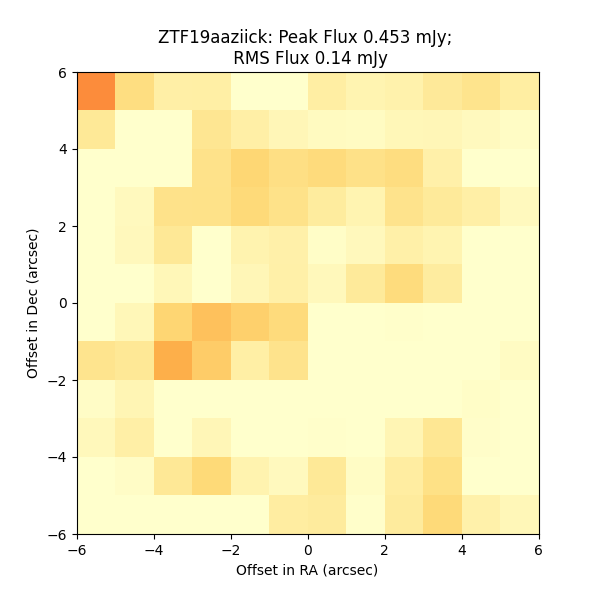 ZTF19aaziick: Peak Flux 0.453 mJy;
RMS Flux 0.14 mJy
6
4
2
0
−2
−4
−6
Offset in Dec (arcsec)
−6 −4 −2 0 2 4 6
Offset in RA (arcsec)